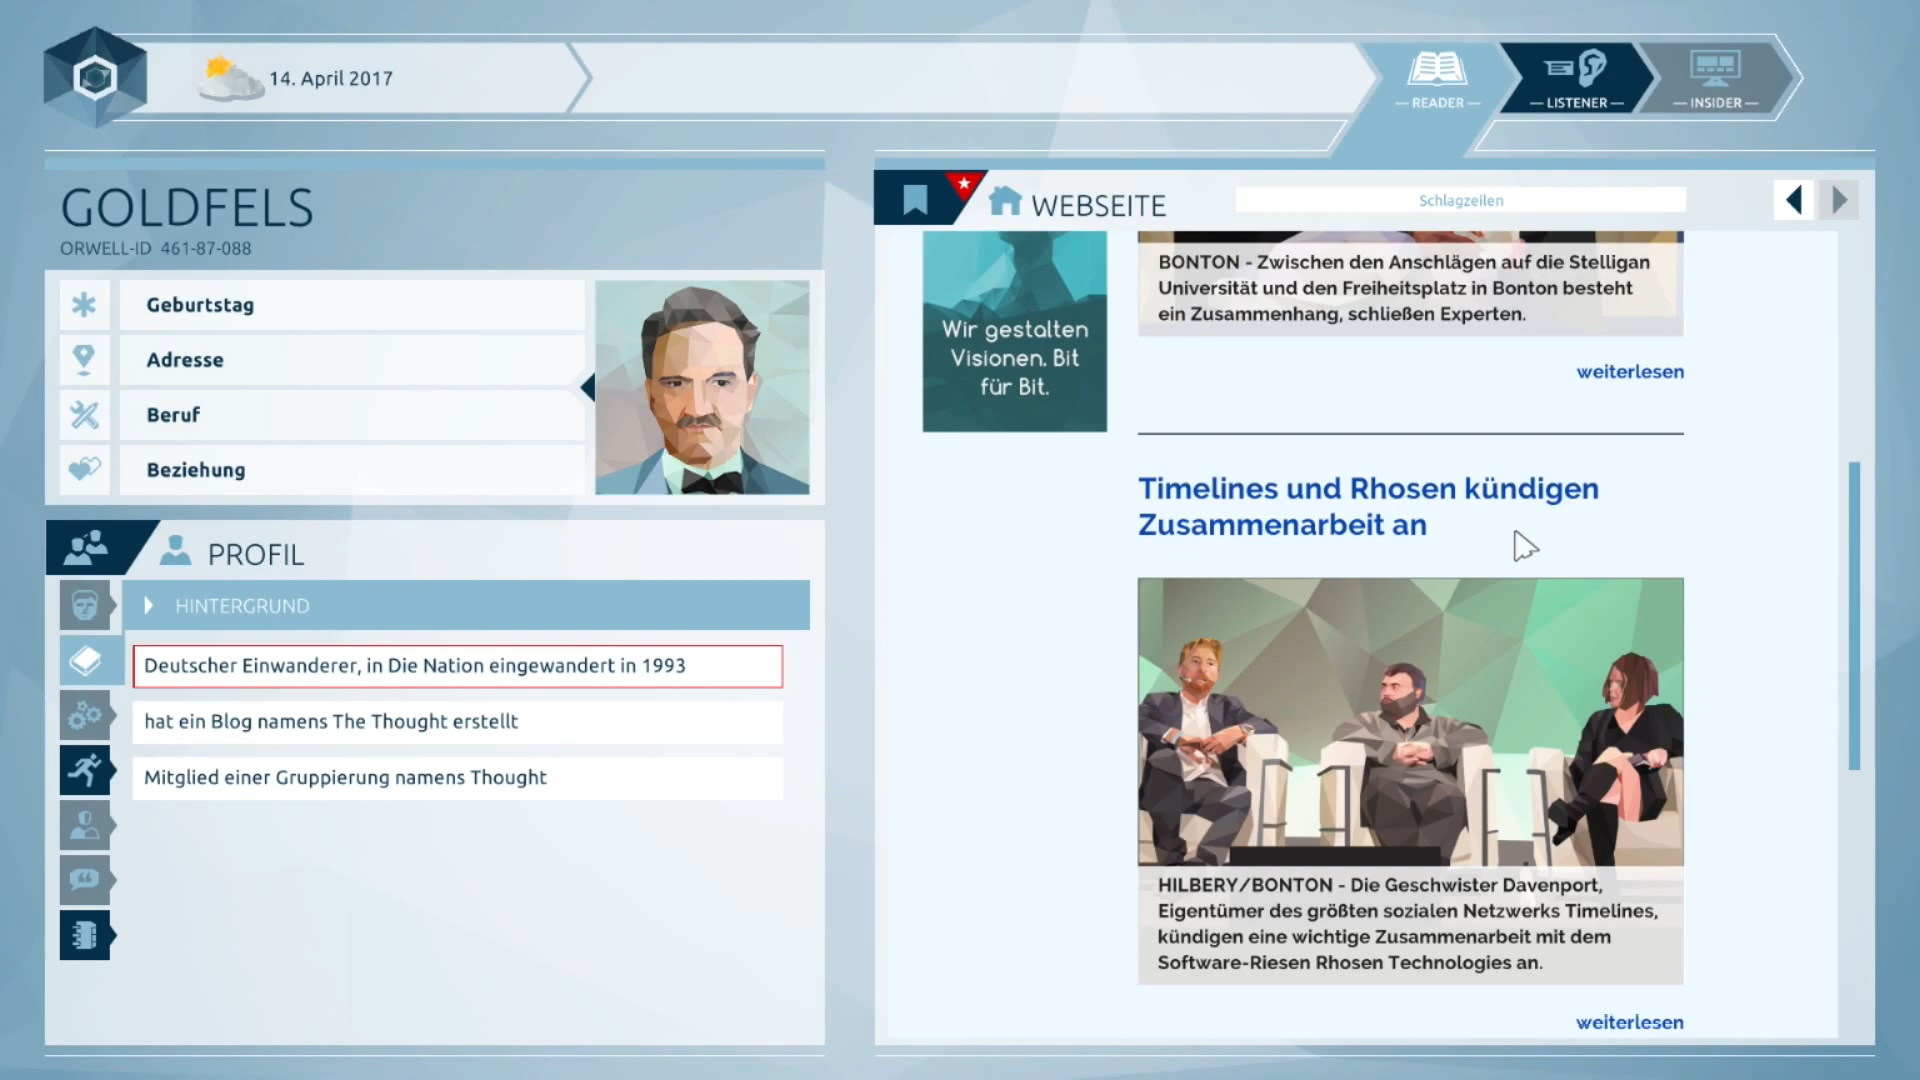 14. April 2017
READER
LISTENER
INSIDER
GOLDFELS
ORWELL-ID 461-87-088
Geburtstag
Adresse
Beruf
Beziehung
PROFIL
HINTERGRUND
Deutscher Einwanderer, in Die Nation eingewandert in 1993
hat ein Blog namens The Thought erstellt
Mitglied einer Gruppierung namens Thought
WEBSEITE
Schlagzeilen
Wir gestalten
Visionen. Bit
für Bit.
BONTON - Zwischen den Anschlägen auf die Stelligan
Universität und den Freiheitsplatz in Bonton besteht
ein Zusammenhang, schließen Experten.
weiterlesen
Timelines und Rhosen kündigen
Zusammenarbeit an
HILBERY/BONTON - Die Geschwister Davenport,
Eigentümer des größten sozialen Netzwerks Timelines,
kündigen eine wichtige Zusammenarbeit mit dem
Software-Riesen Rhosen Technologies an.
weiterlesen